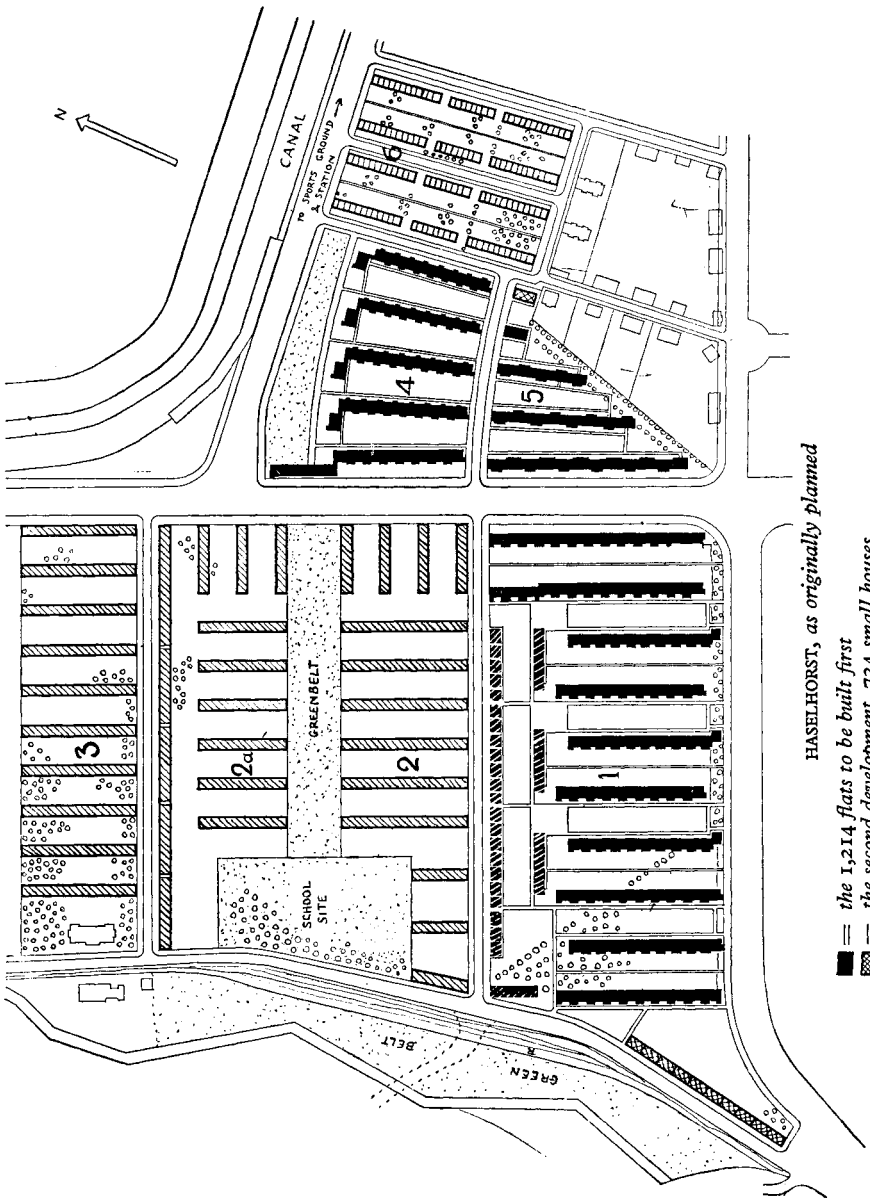 N
CANAL
TO SPORTS GROUND
& STATION
6
4
5
3
2a
GREENBELT
2
SCHOOL
SITE
1
GREEN
BELT
HASELHORST, as originally planned
= the 1,214 flats to be built first